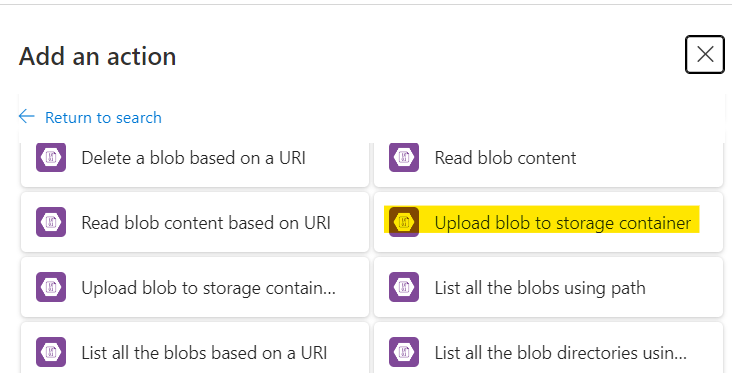 Add an action
Return to search
Delete a blob based on a URI
Read blob content
Read blob content based on URI
Upload blob to storage container
Upload blob to storage contain...
List all the blobs using path
List all the blobs based on a URI
List all the blob directories usin...